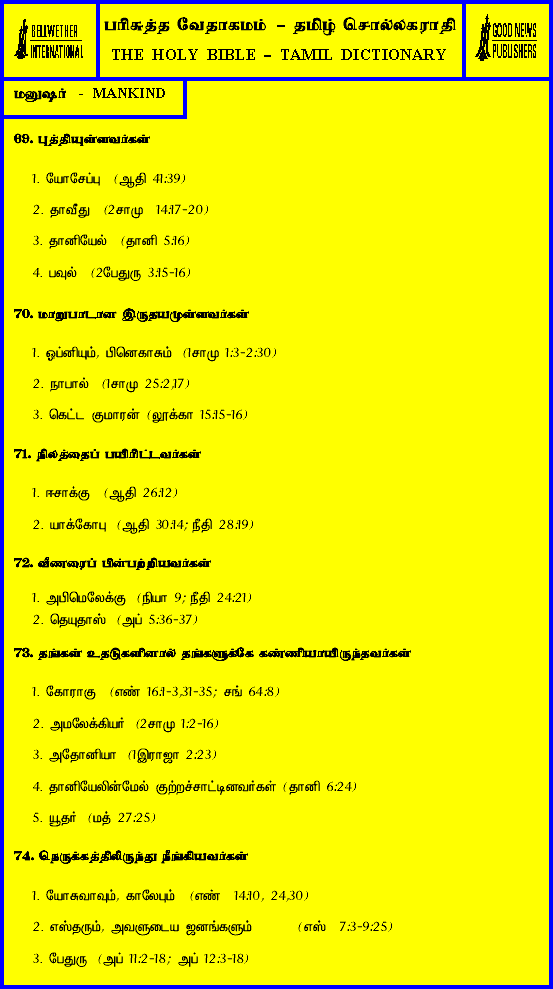 BELLWETHER INTERNATIONAL
பரிசுத்த வேதாகமம் – தமிழ் சொல்லகராதி
THE HOLY BIBLE – TAMIL DICTIONARY
GOOD NEWS PUBLISHERS
மனுஷர் - MANKIND
69. புத்தியுள்ளவர்கள்
1. யோசேப்பு (ஆதி 41:39)
2. தாவீது (2சாமு 14:17-20)
3. தானியேல் (தானி 5:16)
4. பவுல் (2பேதுரு 3:15-16)
70. மாறுபாடான இருதயமுள்ளவர்கள்
1. ஓப்னியும், பினெகாசும் (1சாமு 1:3-2:30)
2. நாபால் (1சாமு 25:2,17)
3. கெட்ட குமாரன் (லூக்கா 15:15-16)
71. நிலத்தைப் பயிரிட்டவர்கள்
1. ஈசாக்கு (ஆதி 26:12)
2. யாக்கோபு (ஆதி 30:14; நீதி 28:19)
72. வீணரைப் பின்பற்றியவர்கள்
1. அபிமெலேக்கு (நியா 9; நீதி 24:21)
2. தெயுதாஸ் (அப் 5:36-37)
73. தங்கள் உதடுகளினால் தங்களுக்கே கண்ணியாயிருந்தவர்கள்
1. கோராகு (எண் 16:1-3,31-35; சங் 64:8)
2. அமலேக்கியர் (2சாமு 1:2-16)
3. அதோனியா (1இராஜா 2:23)
4. தானியேலின்மேல் குற்றச்சாட்டினவர்கள் (தானி 6:24)
5. யூதர் (மத் 27:25)
74. நெருக்கத்திலிருந்து நீங்கியவர்கள்
1. யோசுவாவும், காலேபும் (எண் 14:10, 24,30)
2. எஸ்தரும், அவளுடைய ஜனங்களும் (எஸ் 7:3-9:25)
3. பேதுரு (அப் 11:2-18; அப் 12:3-18)